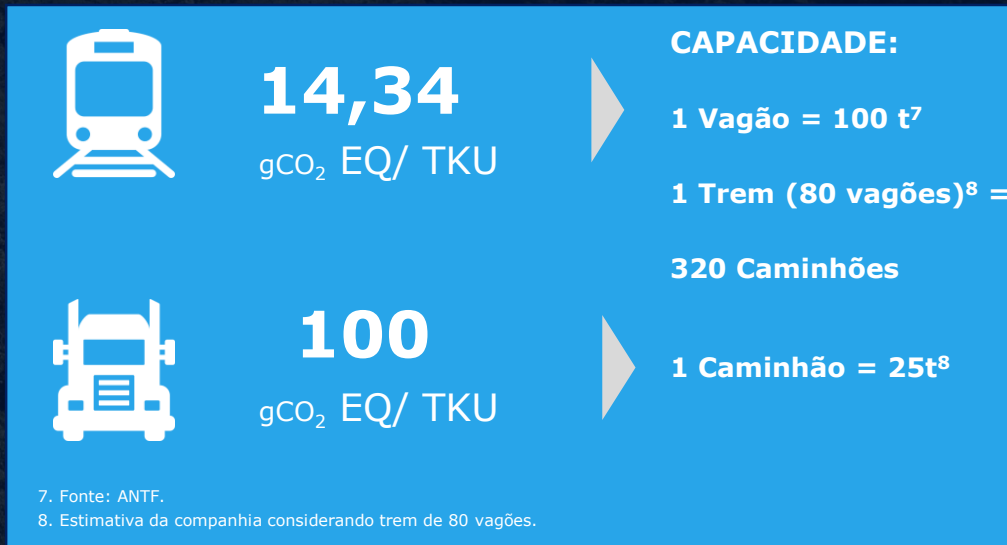 14,34
gCO₂ EQ/ TKU
CAPACIDADE:
1 Vagão = 100 t⁷
1 Trem (80 vagões)⁸ =
320 Caminhões
100
gCO₂ EQ/ TKU
1 Caminhão = 25t⁸
7. Fonte: ANTF.
8. Estimativa da companhia considerando trem de 80 vagões.